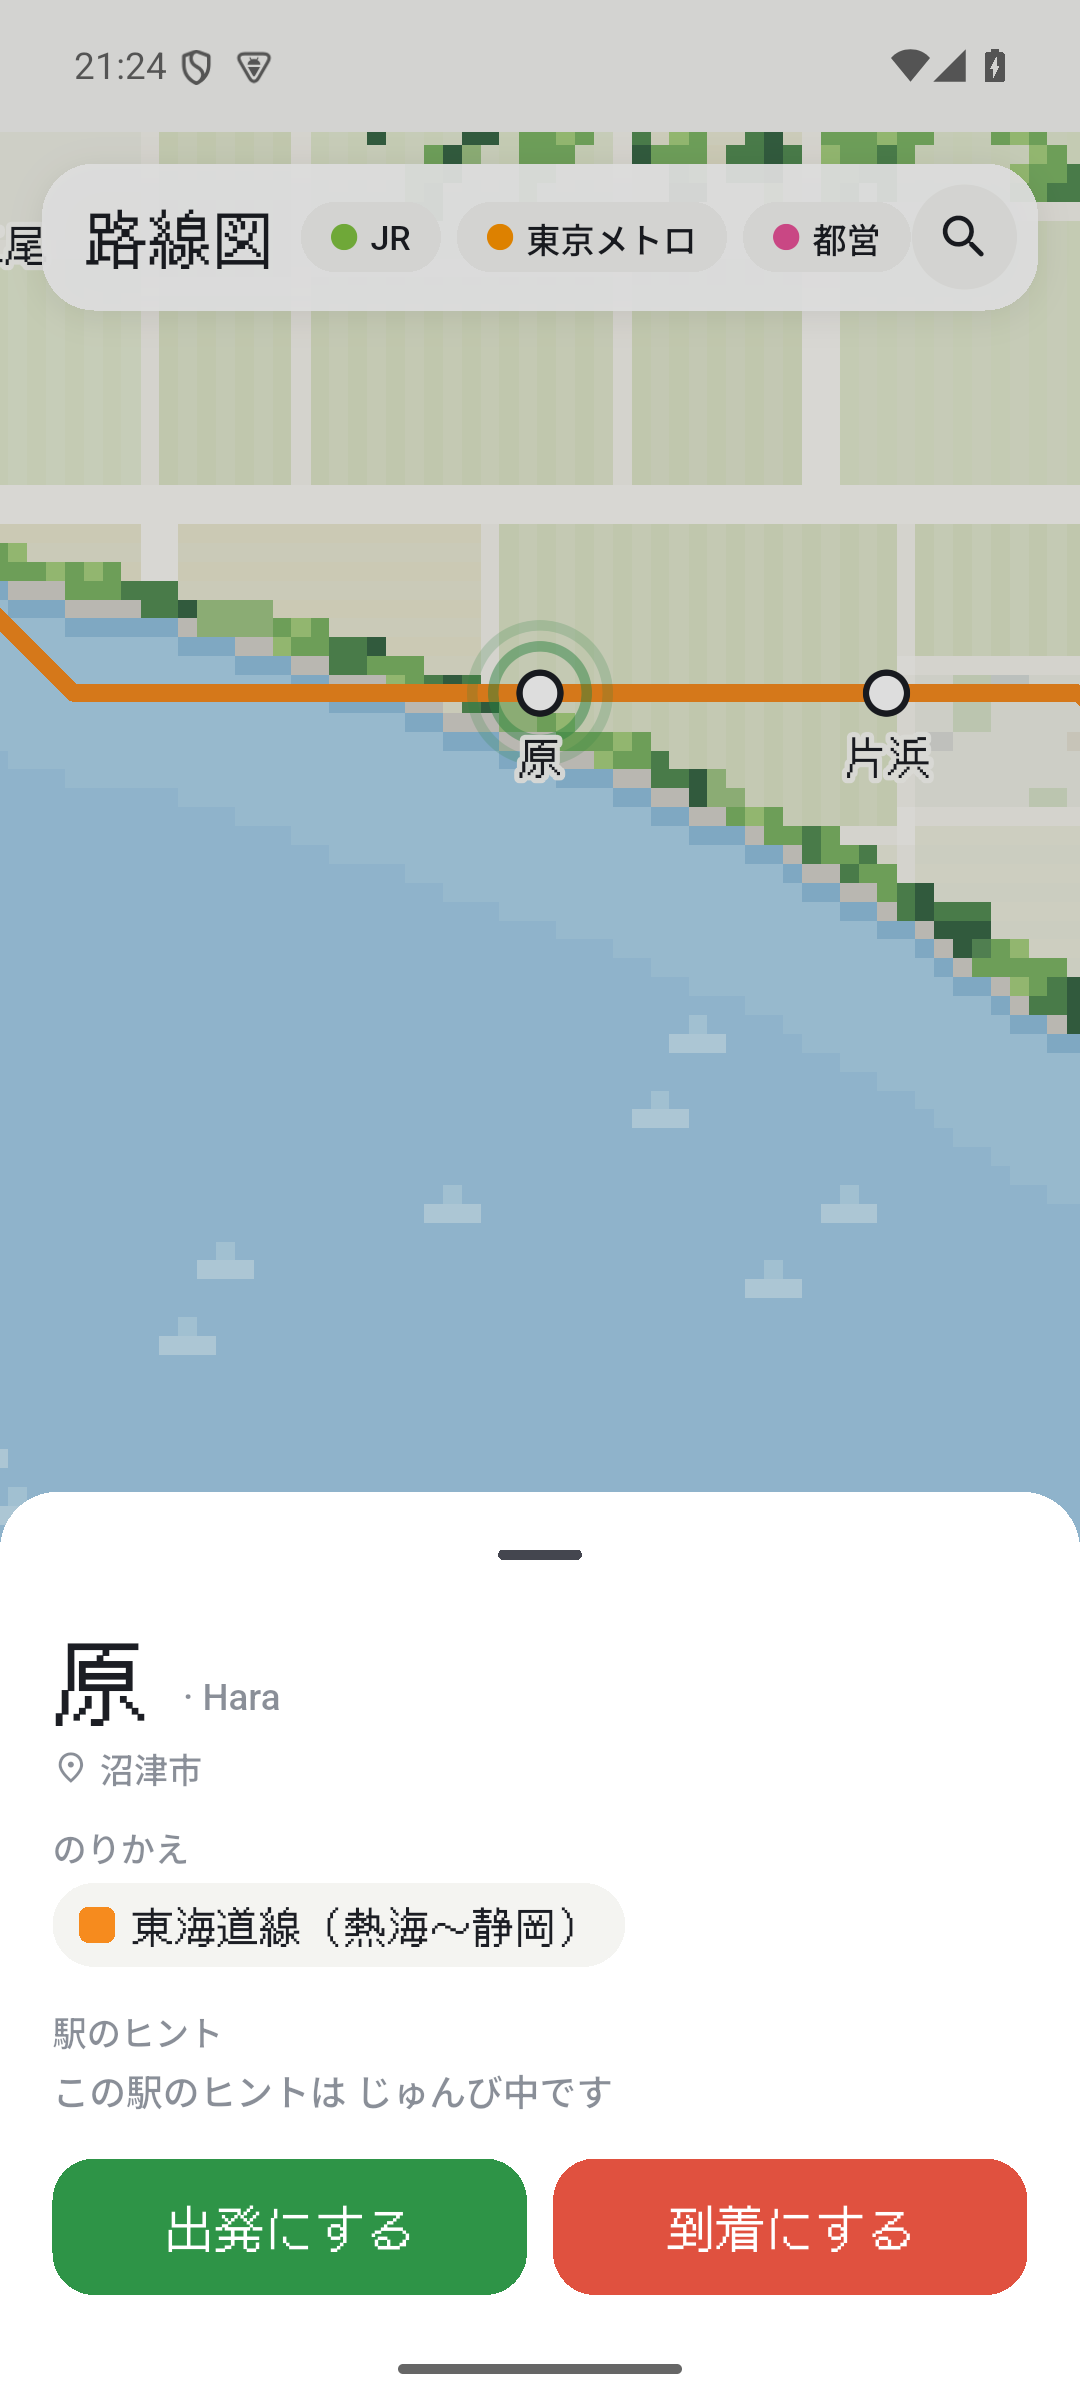 21:24
尾
路線図 JR 東京メトロ 都営
原 片浜
原 · Hara
沼津市
のりかえ
東海道線（熱海〜静岡）
駅のヒント
この駅のヒントは じゅんび中です
出発にする 到着にする